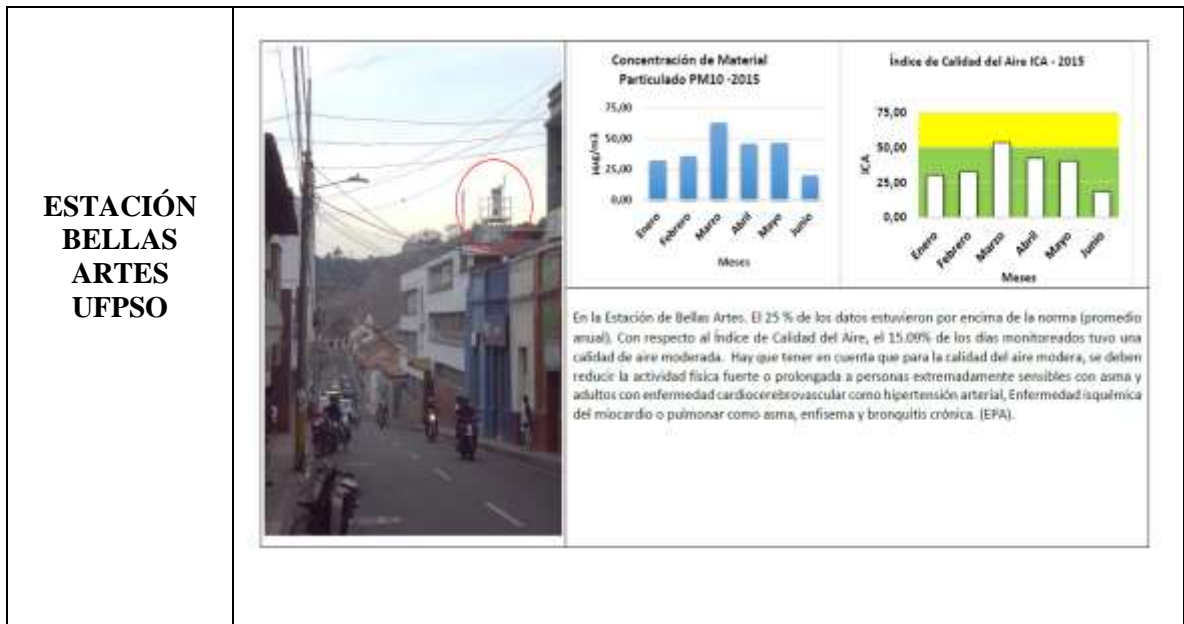 ESTACIÓN
BELLAS
ARTES
UFPSO
Concentración de Material
Particulado PM10 -2015
75,00
50,00
25,00
0,00
Enero
Febrero
Marzo
Abril
Mayo
Junio
Meses
Índice de Calidad del Aire ICA - 2015
ICA
75,00
50,00
25,00
0,00
Enero
Febrero
Marzo
Abril
Mayo
Junio
Meses
En la Estación de Bellas Artes. El 25 % de los datos estuvieron por encima de la norma (promedio
anual). Con respecto al Índice de Calidad del Aire, el 15.09% de los días monitoreados tuvo una
calidad de aire moderada. Hay que tener en cuenta que para la calidad del aire modera, se deben
reducir la actividad física fuerte o prolongada a personas extremadamente sensibles con asma y
adultos con enfermedad cardiocerebrovascular como hipertensión arterial, Enfermedad isquémica
del miocardio o pulmonar como asma, enfisema y bronquitis crónica. (EPA).